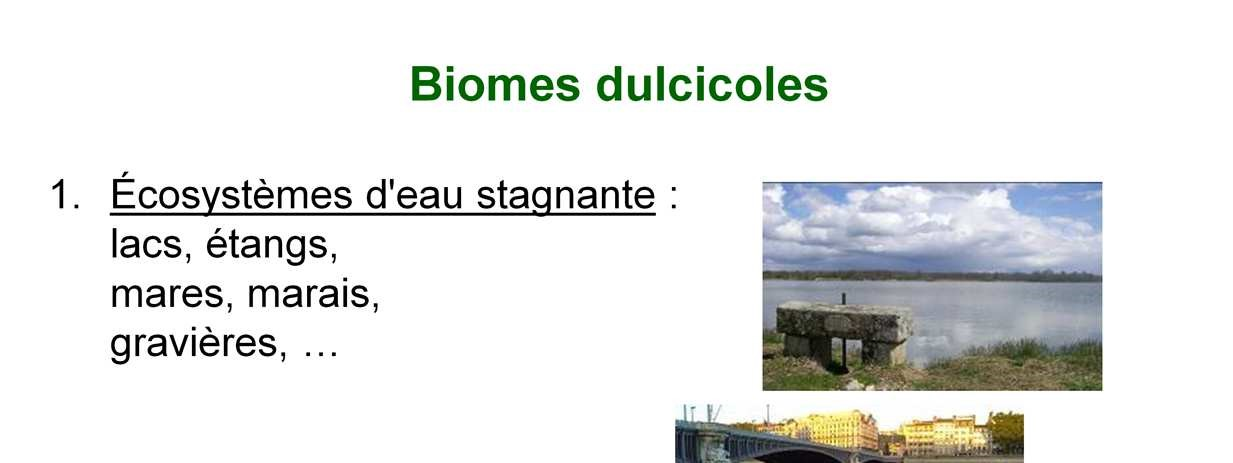 Biomes dulcicoles
1. Écosystèmes d'eau stagnante :
lacs, étangs,
mares, marais,
gravières, …